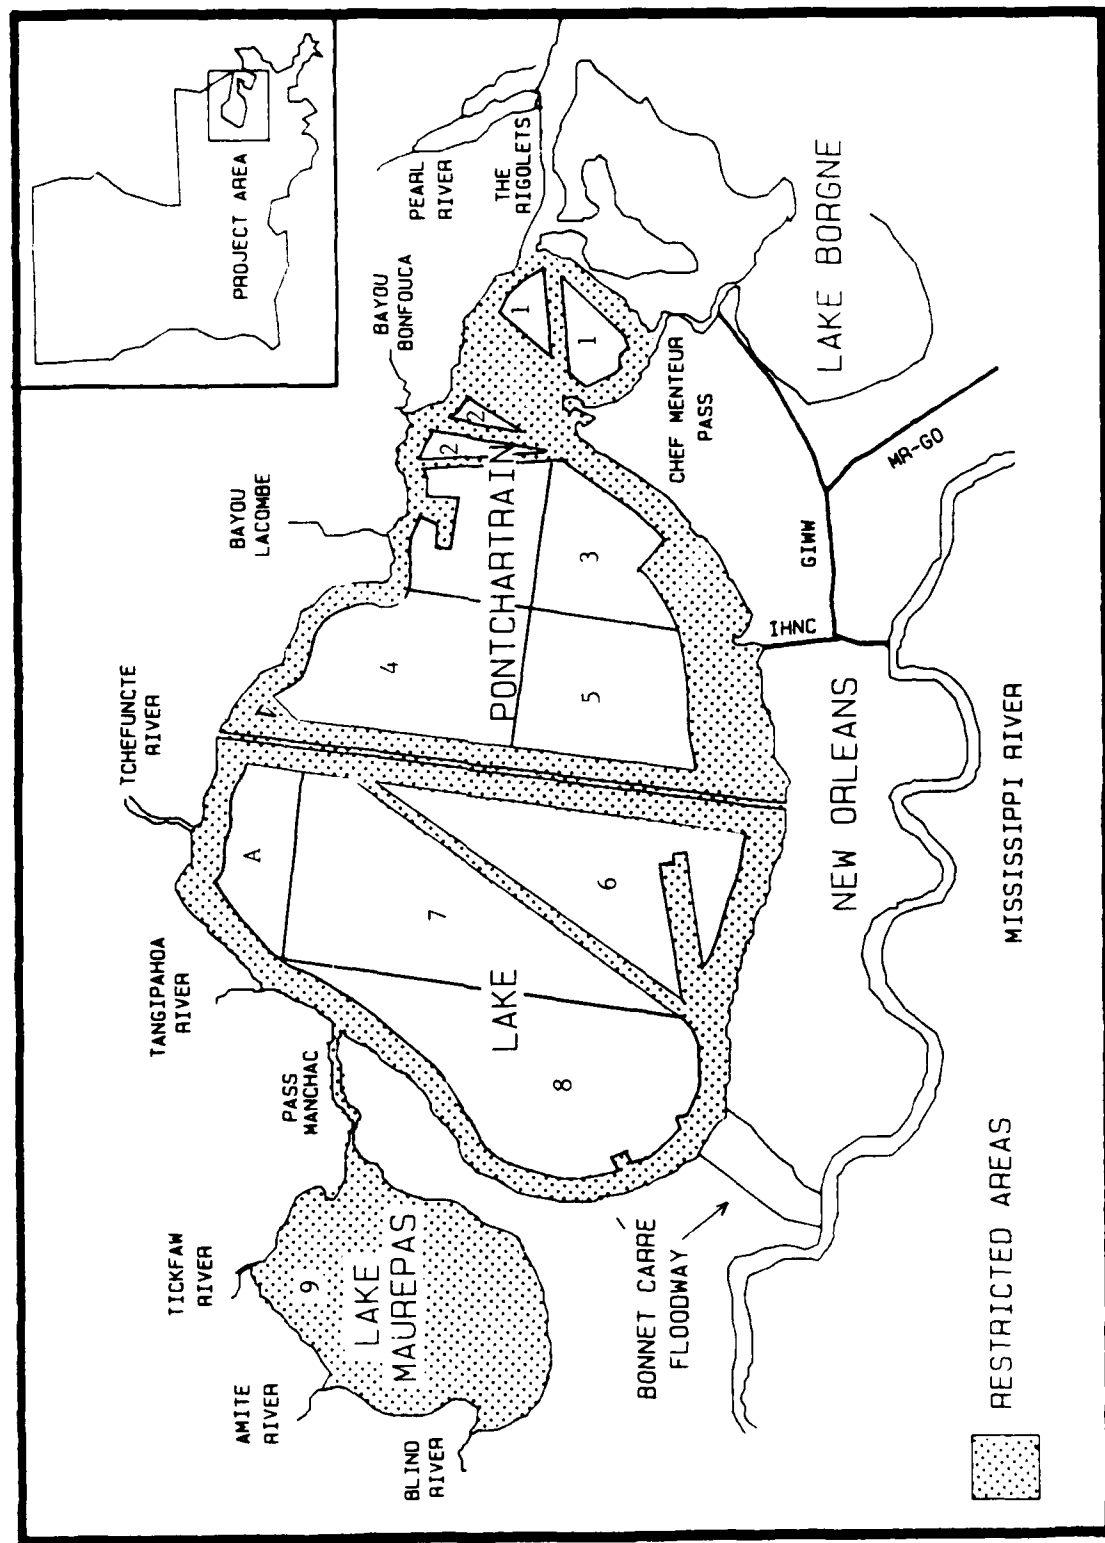 PROJECT AREA
TICKFAW
RIVER
AMITE
RIVER
BLIND
RIVER
9
LAKE
MAUREPAS
PASS
MANCHAC
TANGIPAHOA
RIVER
TCHEFUNCTE
RIVER
BAYOU
LACOMBE
BAYOU
BONFOUCA
PEARL
RIVER
THE
RIGOLETS
A
7
6
8
4
5
3
2
2
1
1
LAKE
PONTCHARTRAIN
BONNET CARRÉ
FLOODWAY
NEW ORLEANS
IHNC
GIWW
MR-GO
CHEF MENTEUR
PASS
LAKE BORGNE
MISSISSIPPI RIVER
RESTRICTED AREAS